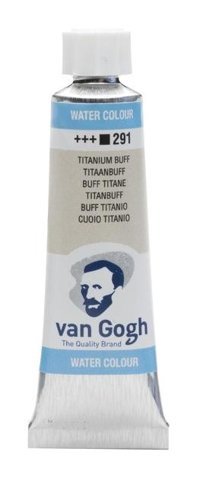 WATER COLOUR
+++ ■ 291
TITANIUM BUFF
TITAANBUFF
BUFF TITANE
TITANBUFF
BUFF TITANIO
CUOIO TITANIO
van Gogh
The Quality Brand
WATER COLOUR